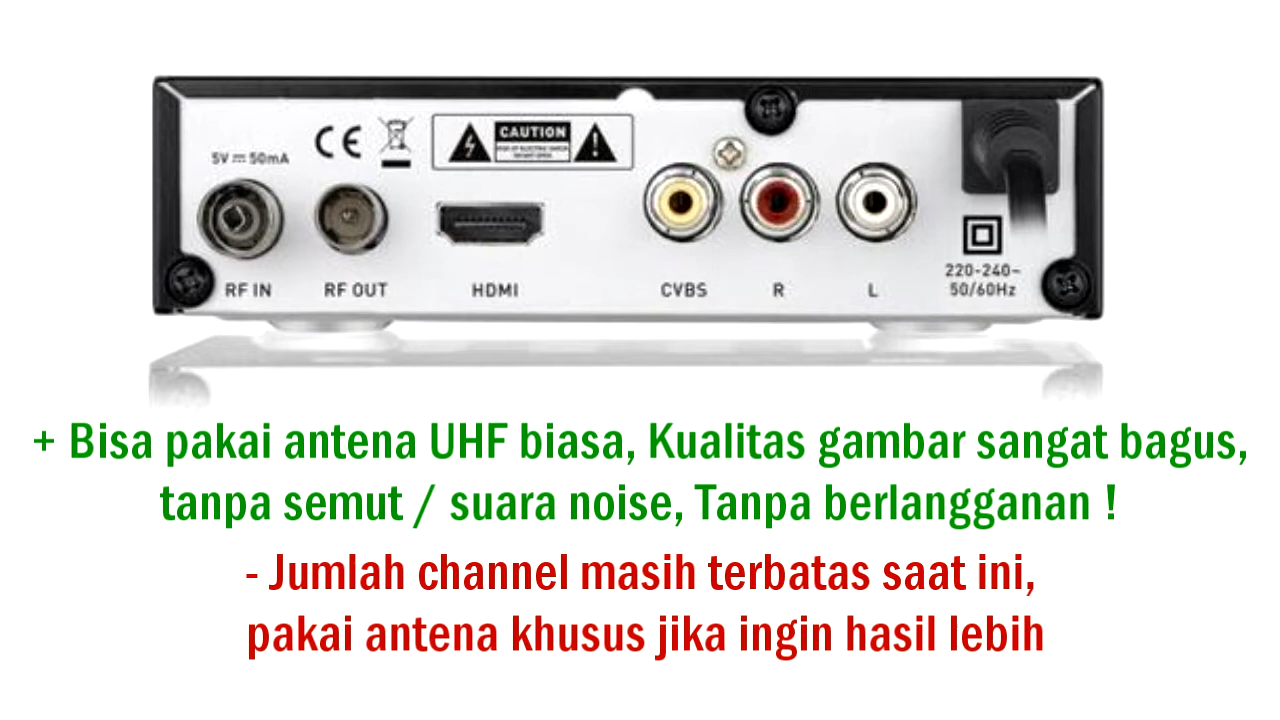 5V ⎓ 50mA
CE
CAUTION
RF IN
RF OUT
HDMI
CVBS
R
L
220-240~
50/60Hz
+ Bisa pakai antena UHF biasa, Kualitas gambar sangat bagus,
tanpa semut / suara noise, Tanpa berlangganan !
- Jumlah channel masih terbatas saat ini,
pakai antena khusus jika ingin hasil lebih